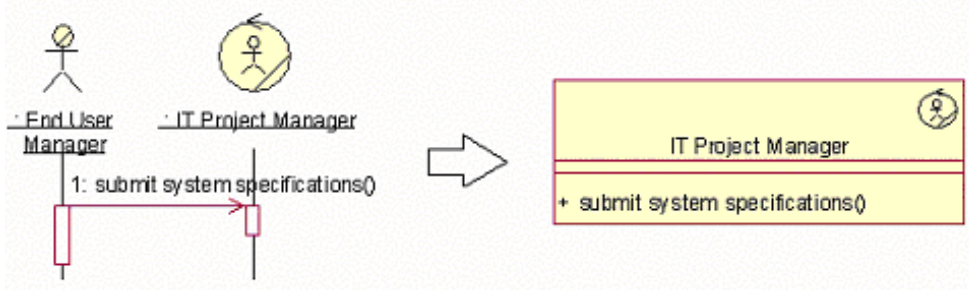 : End User
Manager
: IT Project Manager
1: submit system specifications()
IT Project Manager
+ submit system specifications()